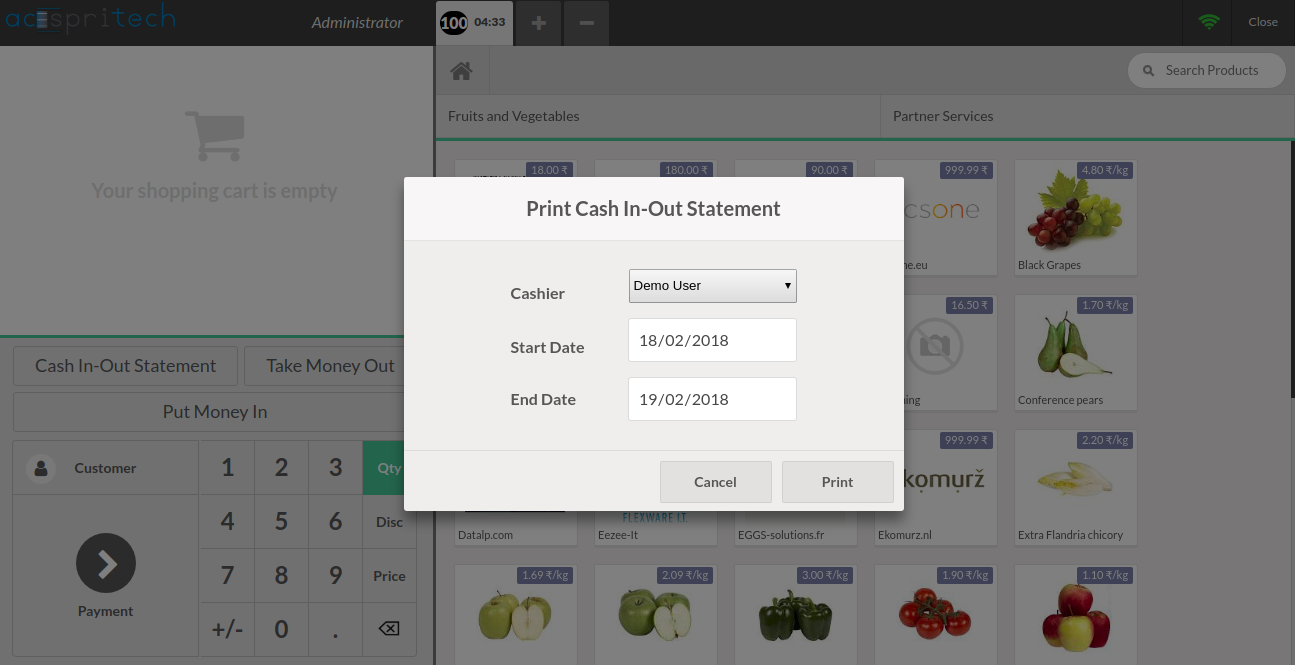 acespritech
Administrator
100 04:33
+
−
Close
Search Products
Fruits and Vegetables
Partner Services
Your shopping cart is empty
18.00 ₹
180.00 ₹
90.00 ₹
999.99 ₹
4.80 ₹/kg
csone
ne.eu
Black Grapes
Print Cash In-Out Statement
Cashier
Demo User
Start Date
18/02/2018
End Date
19/02/2018
Cancel
Print
16.50 ₹
1.70 ₹/kg
ning
Conference pears
Cash In-Out Statement
Take Money Out
Put Money In
999.99 ₹
2.20 ₹/kg
komurž
FLEXWARE I.T.
Datalp.com
Eezee-It
EGGS-solutions.fr
Ekomurz.nl
Extra Flandria chicory
Customer
1 2 3 Qty
4 5 6 Disc
7 8 9 Price
+/- 0 .
Payment
1.69 ₹/kg
2.09 ₹/kg
3.00 ₹/kg
1.90 ₹/kg
1.10 ₹/kg